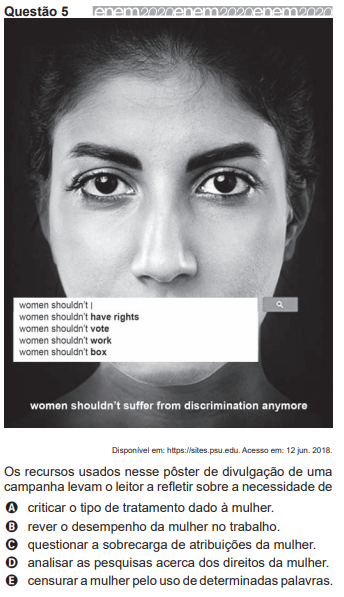 Questão 5 enem2020enem2020enem2020
women shouldn't |
women shouldn't have rights
women shouldn't vote
women shouldn't work
women shouldn't box
women shouldn't suffer from discrimination anymore
Disponível em: https://sites.psu.edu. Acesso em: 12 jun. 2018.
Os recursos usados nesse pôster de divulgação de uma
campanha levam o leitor a refletir sobre a necessidade de
A criticar o tipo de tratamento dado à mulher.
B rever o desempenho da mulher no trabalho.
C questionar a sobrecarga de atribuições da mulher.
D analisar as pesquisas acerca dos direitos da mulher.
E censurar a mulher pelo uso de determinadas palavras.